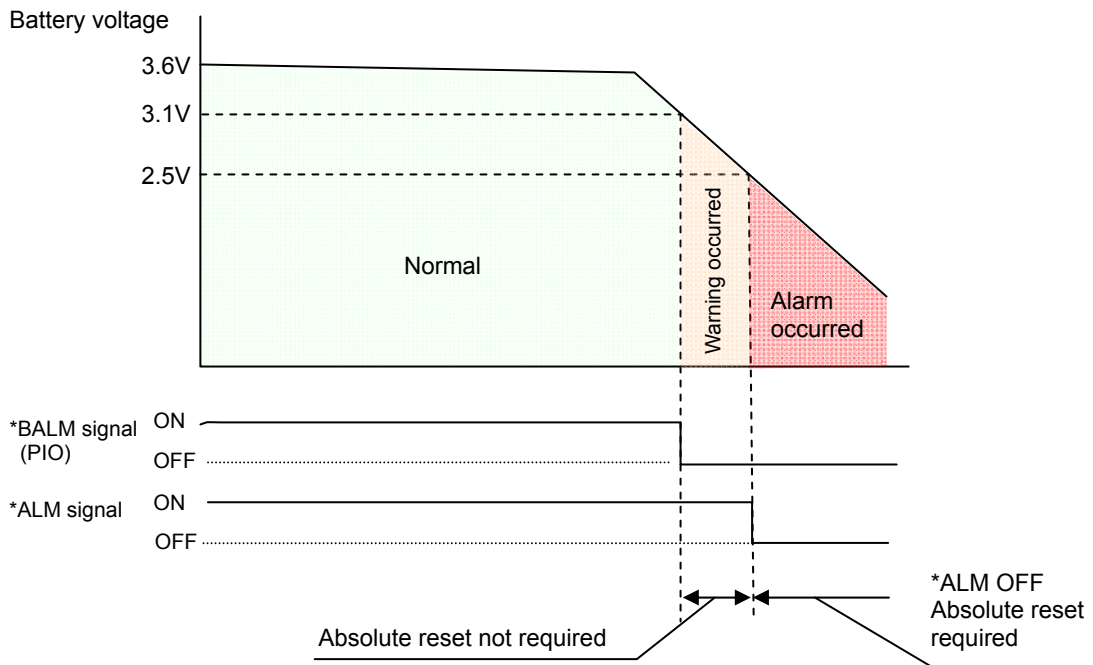 Battery voltage
3.6V
3.1V
2.5V
Normal
Warning occurred
Alarm
occurred
*BALM signal
(PIO)
ON
OFF
*ALM signal
ON
OFF
Absolute reset not required
*ALM OFF
Absolute reset
required